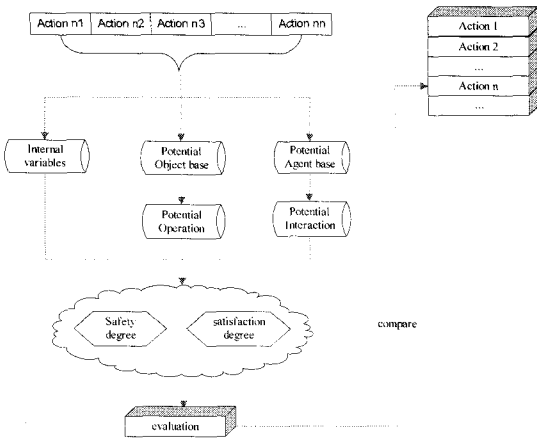 Action n1 Action n2 Action n3 ... Action nn
Action 1
Action 2
...
Action n
...
Internal
variables
Potential
Object base
Potential
Agent base
Potential
Operation
Potential
Interaction
Safety
degree
satisfaction
degree
compare
evaluation